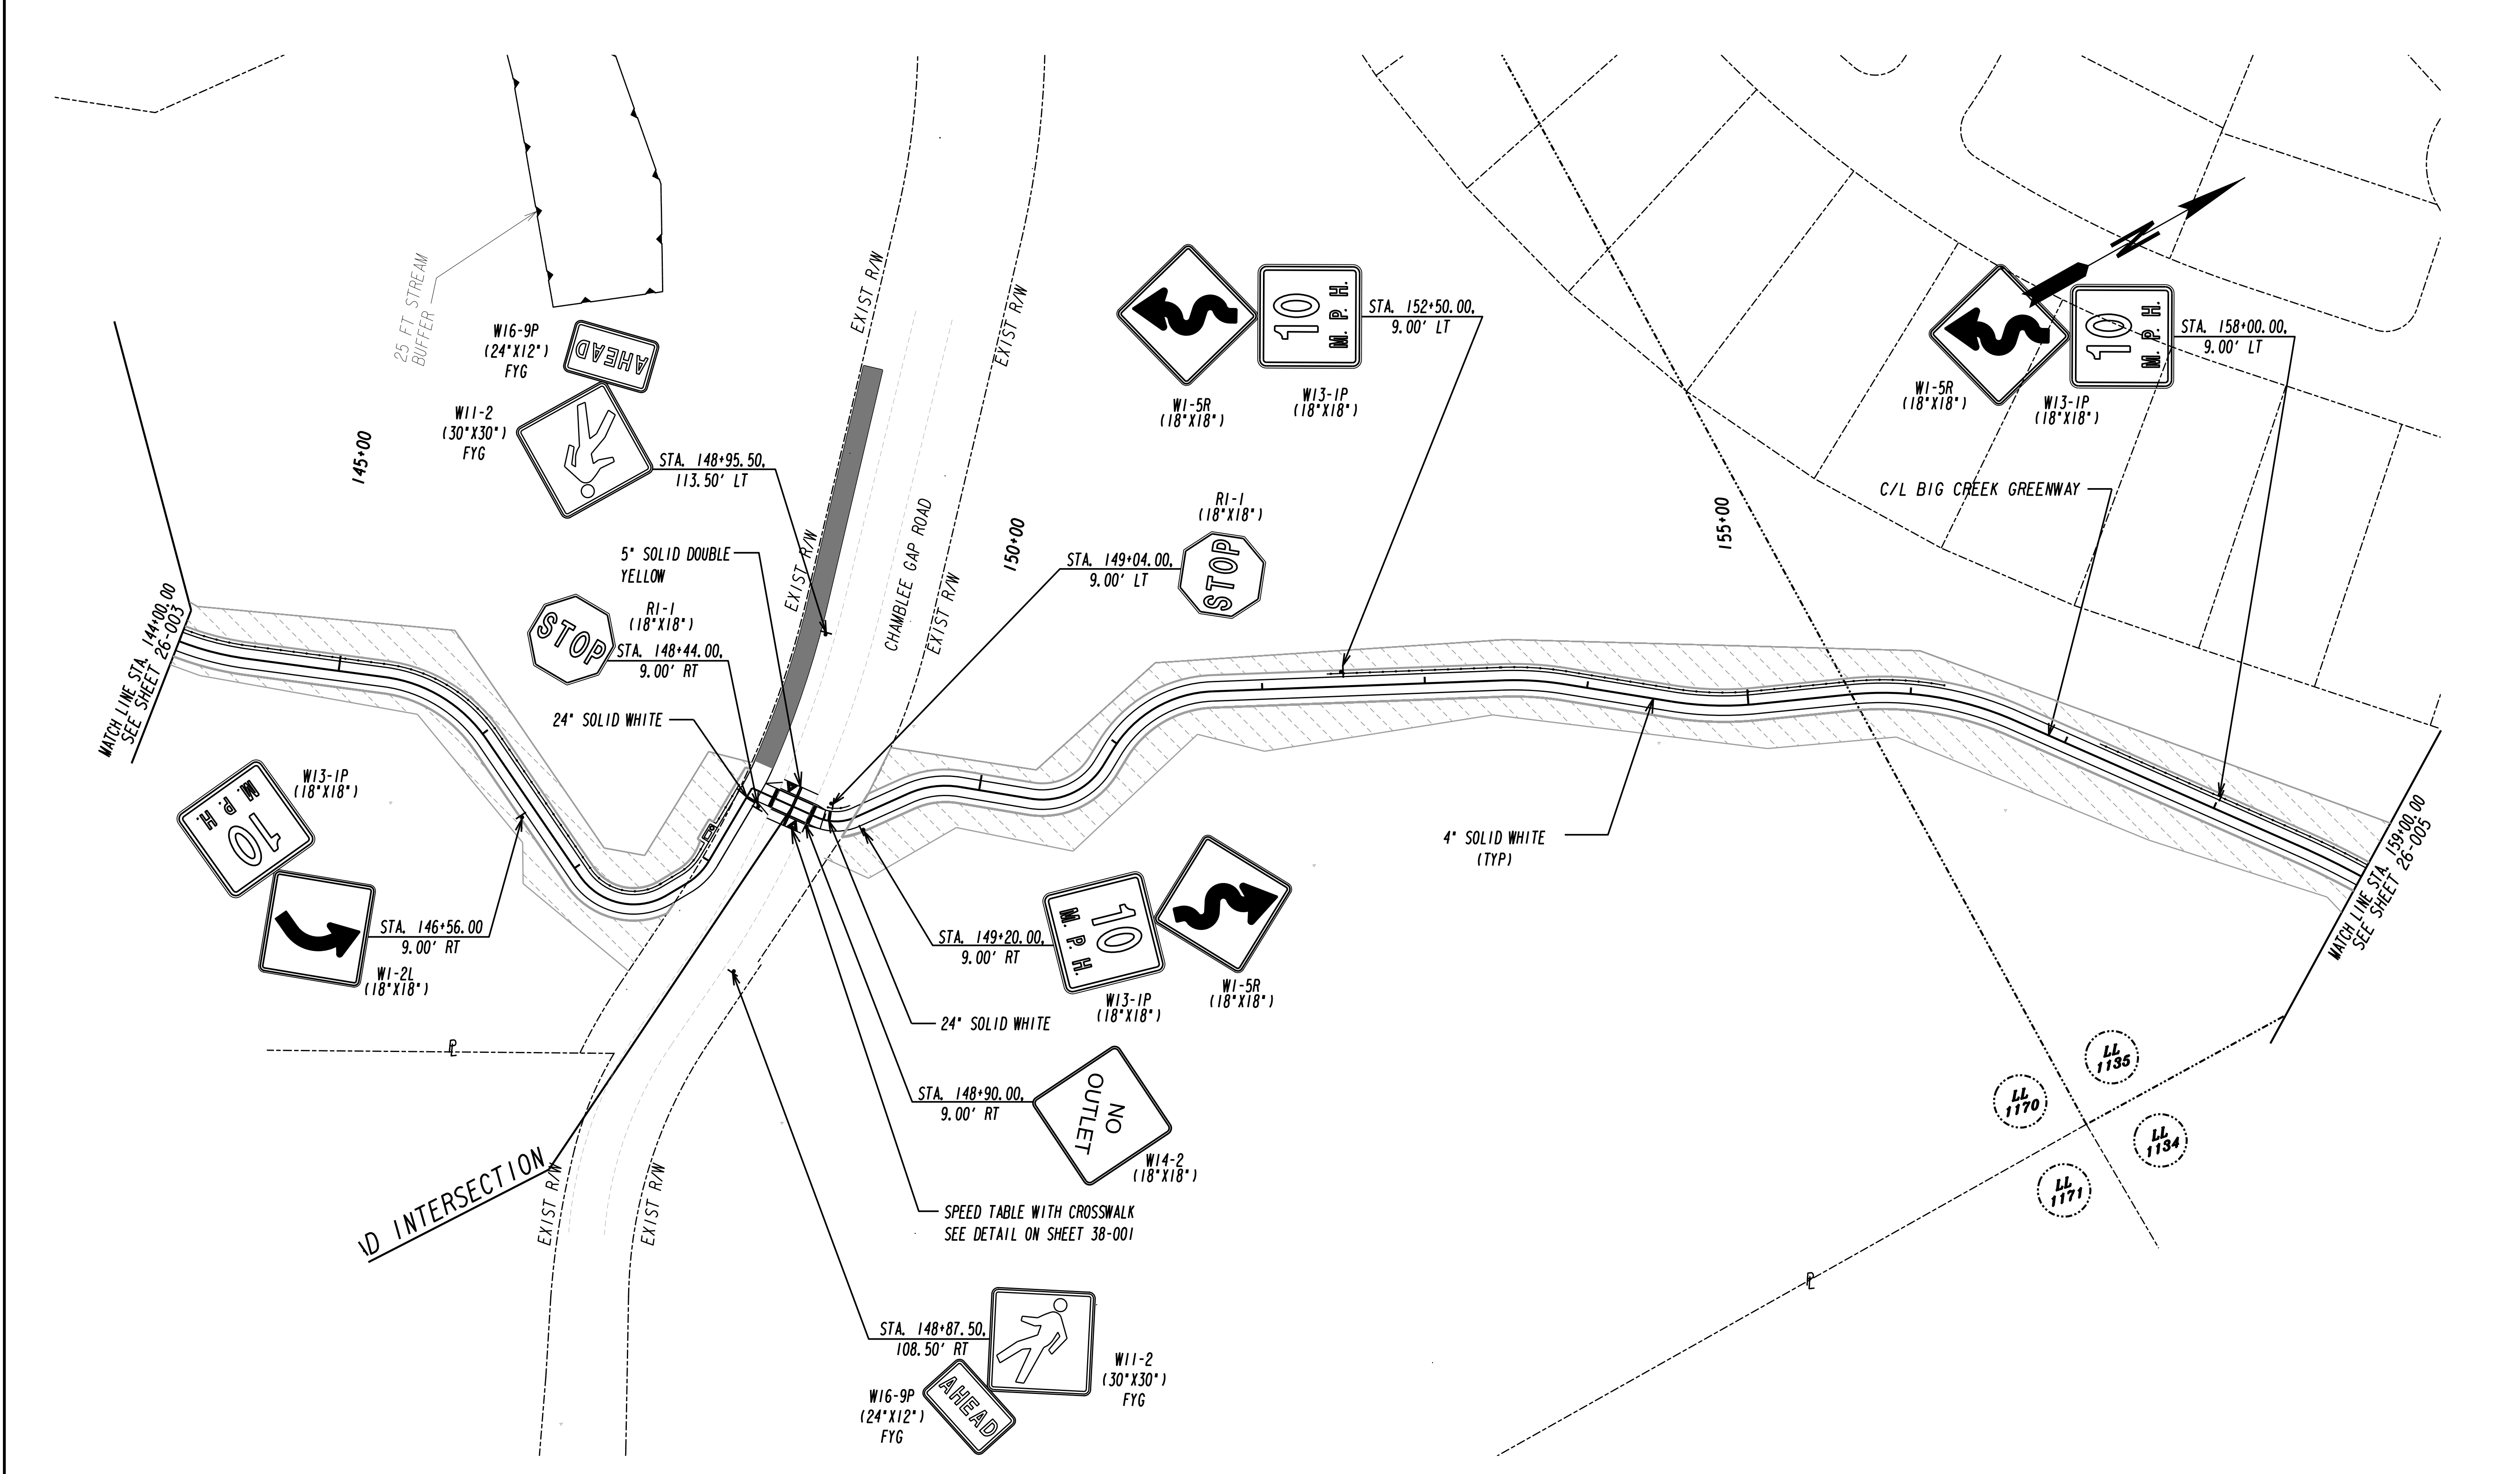 25 FT STREAM
BUFFER
W16-9P
(24"X12")
FYG
AHEAD
W11-2
(30"X30")
FYG
STA. 148+95.50,
113.50' LT
145+00
EXIST R/W
EXIST R/W
EXIST R/W
EXIST R/W
CHAMBLEE GAP ROAD
150+00
W1-5R
(18"X18")
10
M. P. H.
W13-1P
(18"X18")
STA. 152+50.00,
9.00' LT
W1-5R
(18"X18")
10
M. P. H.
W13-1P
(18"X18")
STA. 158+00.00,
9.00' LT
N
C/L BIG CREEK GREENWAY
155+00
R1-1
(18"X18")
STOP
STA. 149+04.00,
9.00' LT
5" SOLID DOUBLE
YELLOW
R1-1
(18"X18")
STOP
STA. 148+44.00,
9.00' RT
24" SOLID WHITE
MATCH LINE STA. 144+00.00
SEE SHEET 26-003
W13-1P
(18"X18")
10
M. P. H.
STA. 146+56.00
9.00' RT
W1-2L
(18"X18")
4" SOLID WHITE
(TYP)
STA. 149+20.00,
9.00' RT
10
M. P. H.
W13-1P
(18"X18")
W1-5R
(18"X18")
24" SOLID WHITE
MATCH LINE STA. 159+00.00
SEE SHEET 26-005
STA. 148+90.00,
9.00' RT
NO
OUTLET
W14-2
(18"X18")
SPEED TABLE WITH CROSSWALK
SEE DETAIL ON SHEET 38-001
PL
D INTERSECTION
EXIST R/W
EXIST R/W
STA. 148+87.50,
108.50' RT
W11-2
(30"X30")
FYG
W16-9P
(24"X12")
FYG
AHEAD
LL
1135
LL
1170
LL
1134
LL
1171
PL